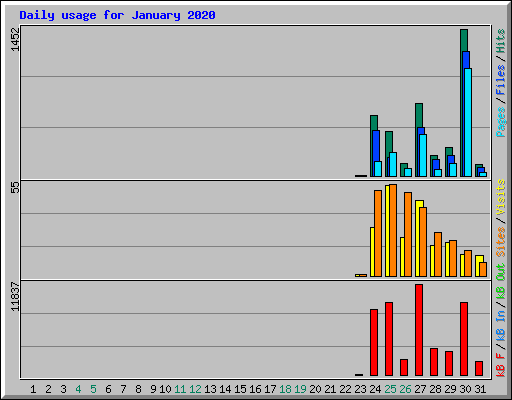 Daily usage for January 2020
1452
Pages / Files / Hits
55
Sites / Visits
11837
kB F / kB In / kB Out
1 2 3 4 5 6 7 8 9 10 11 12 13 14 15 16 17 18 19 20 21 22 23 24 25 26 27 28 29 30 31